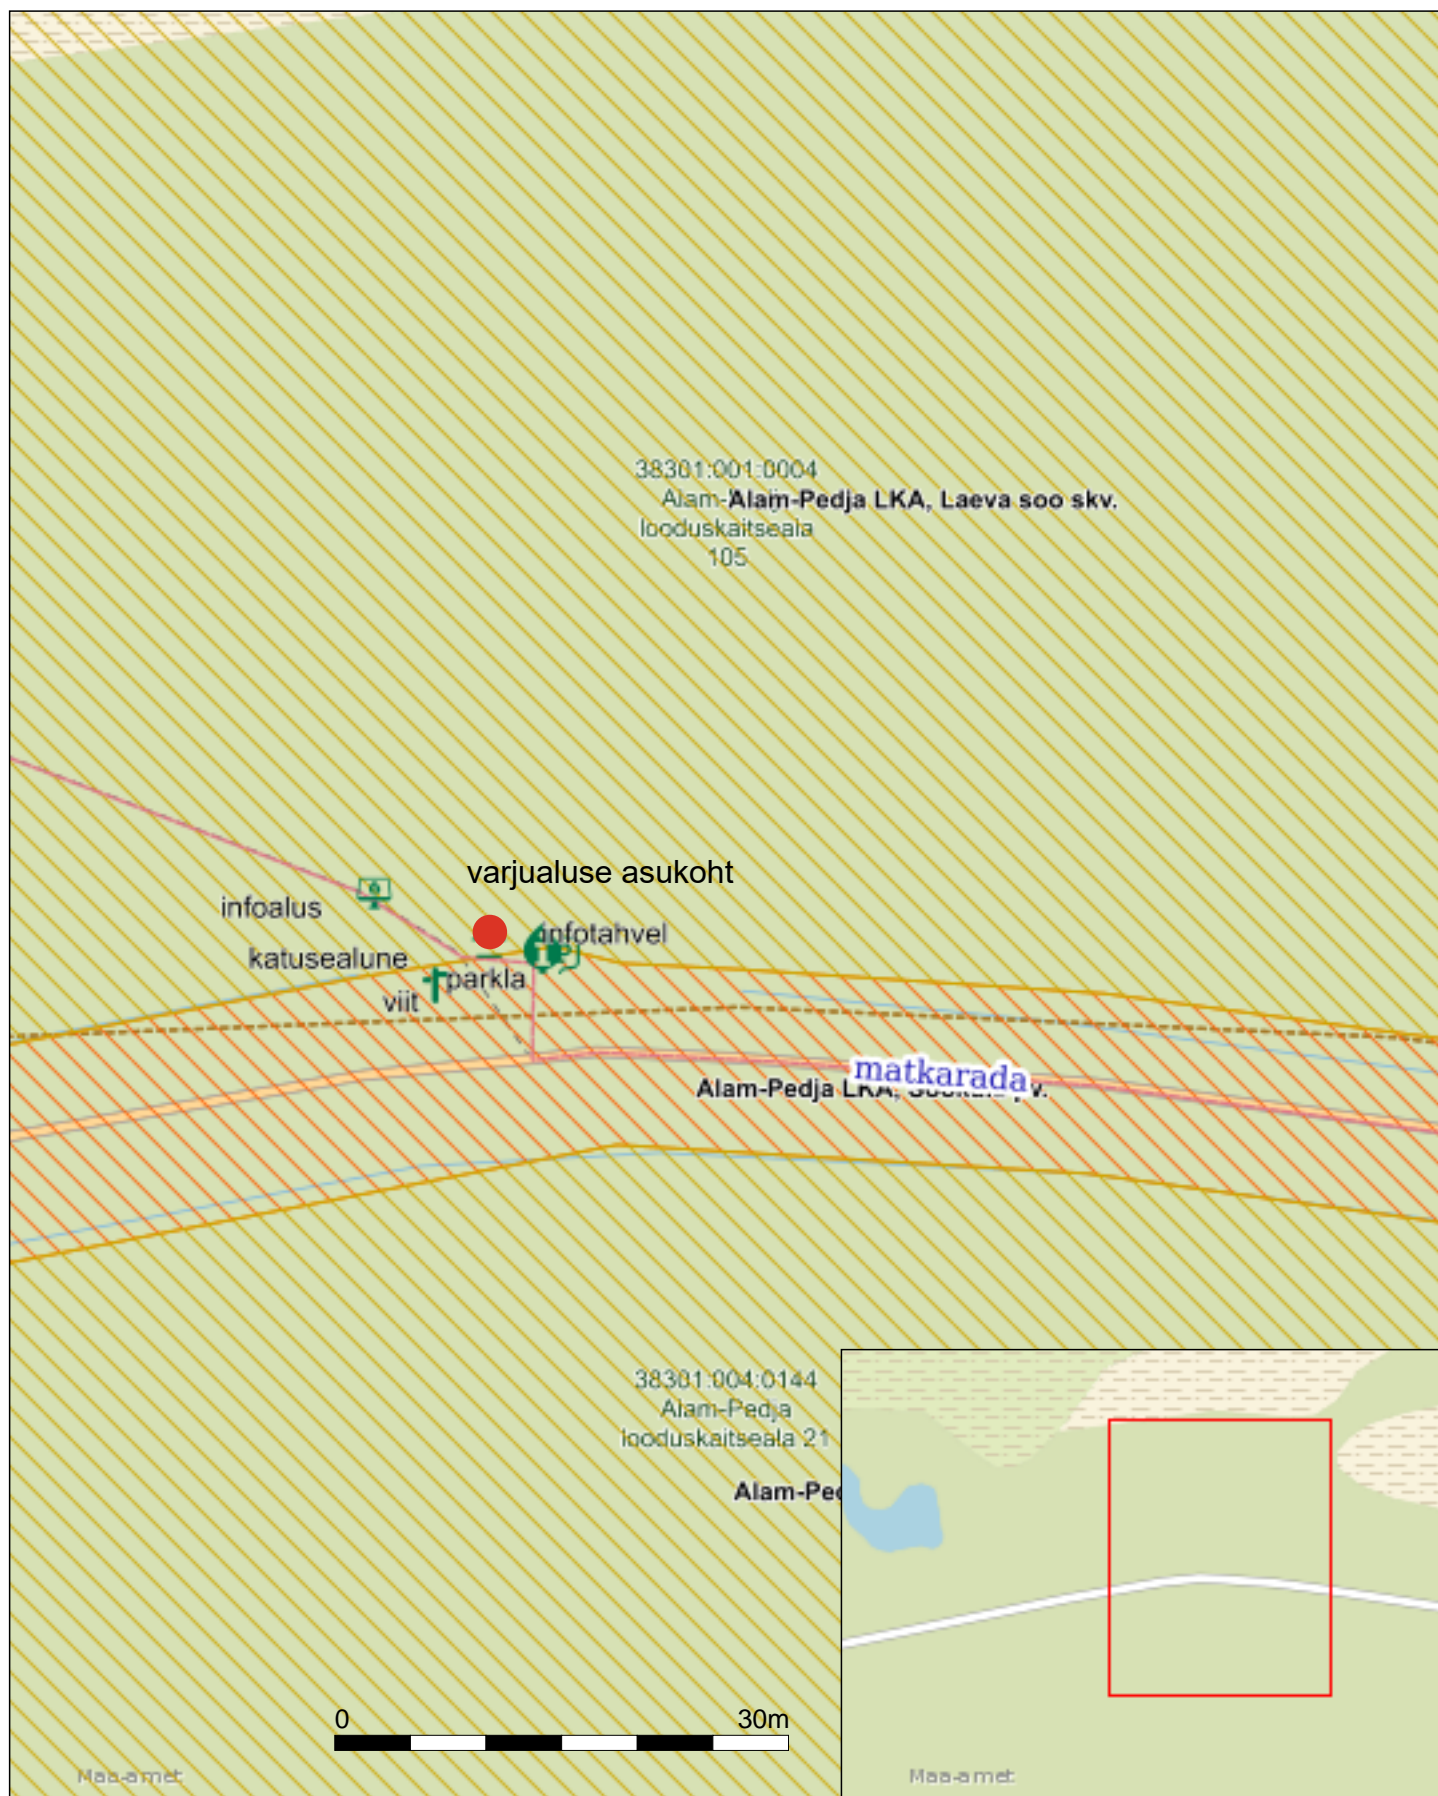 38301:001:0004
Alam-
Alam-Pedja LKA, Laeva soo skv.
looduskaitseala
105
varjualuse asukoht
infoalus
infotahvel
katusealune
parkla
viit
matkarada
Alam-Pedja LKA,
38301:004:0144
Alam-Pedja
looduskaitseala 21
Alam-Ped
0 30m
Maa-amet
Maa-amet